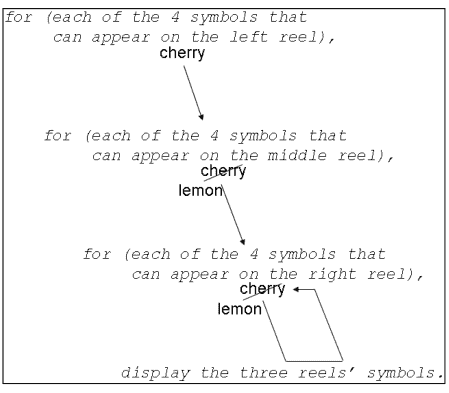 for (each of the 4 symbols that
can appear on the left reel),
cherry
for (each of the 4 symbols that
can appear on the middle reel),
cherry
lemon
for (each of the 4 symbols that
can appear on the right reel),
cherry
lemon
display the three reels' symbols.